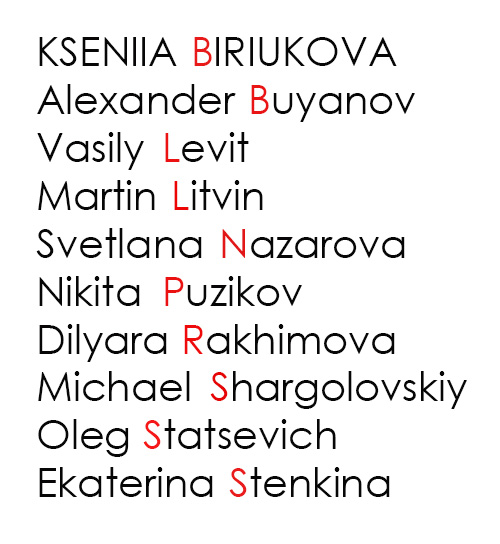 KSENIIA BIRIUKOVA
Alexander Buyanov
Vasily Levit
Martin Litvin
Svetlana Nazarova
Nikita Puzikov
Dilyara Rakhimova
Michael Shargolovskiy
Oleg Statsevich
Ekaterina Stenkina